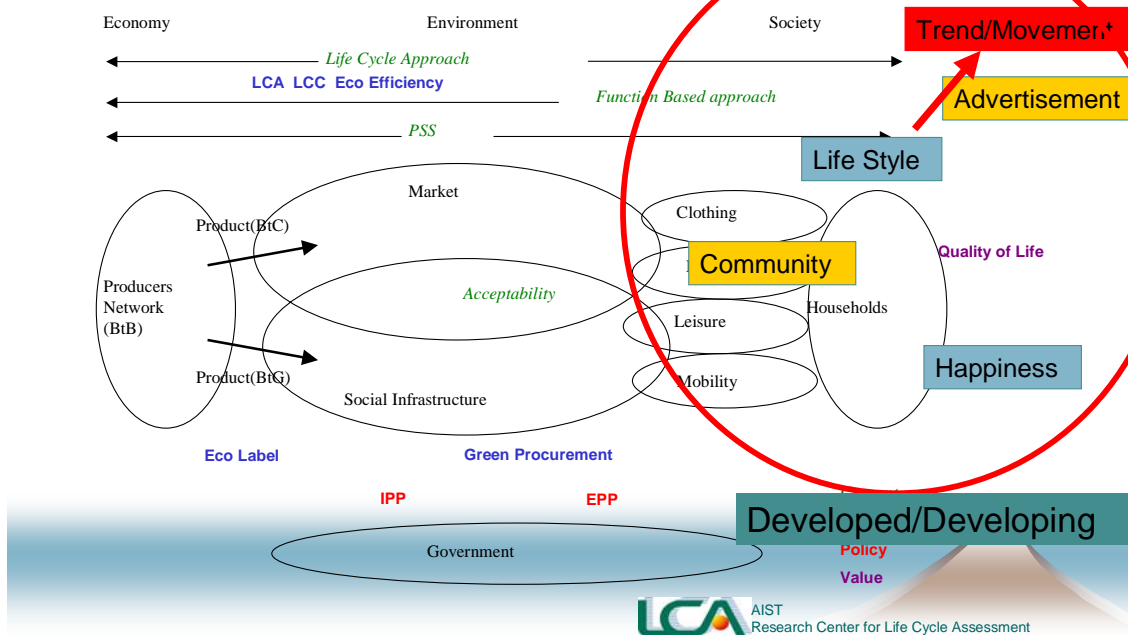 Economy
Environment
Society
Trend/Movement
Life Cycle Approach
LCA LCC Eco Efficiency
Function Based approach
Advertisement
PSS
Life Style
Market
Clothing
Product(BtC)
Community
Quality of Life
Producers
Network
(BtB)
Acceptability
Households
Leisure
Happiness
Product(BtG)
Mobility
Social Infrastructure
Eco Label
Green Procurement
IPP
EPP
Developed/Developing
Government
Policy
Value
LCA
AIST
Research Center for Life Cycle Assessment